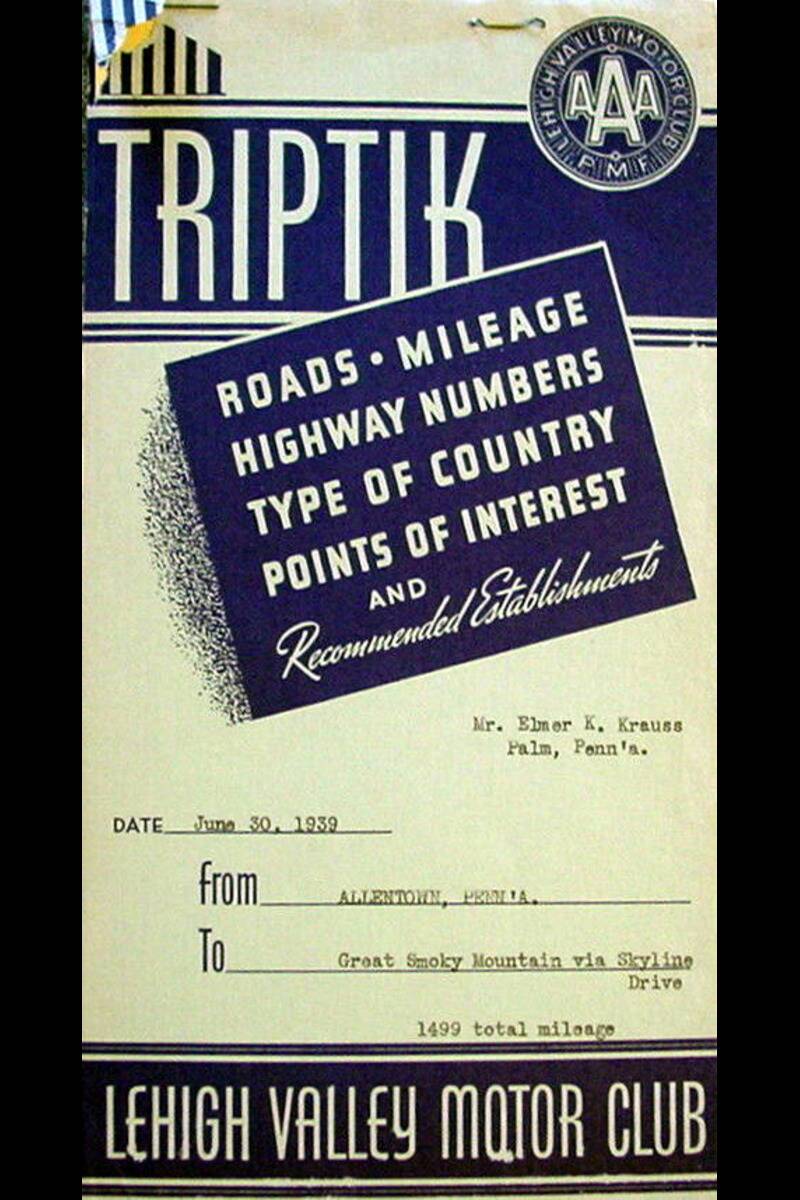 LEHIGH VALLEY MOTOR CLUB
AAA
PMF
TRIPTIK
ROADS • MILEAGE
HIGHWAY NUMBERS
TYPE OF COUNTRY
POINTS OF INTEREST
AND
Recommended Establishments
Mr. Elmer K. Krauss
Palm, Penn'a.
DATE June 30, 1939
From ALLENTOWN, PENN'A.
To Great Smoky Mountain via Skyline
Drive
1499 total mileage
LEHIGH VALLEY MOTOR CLUB